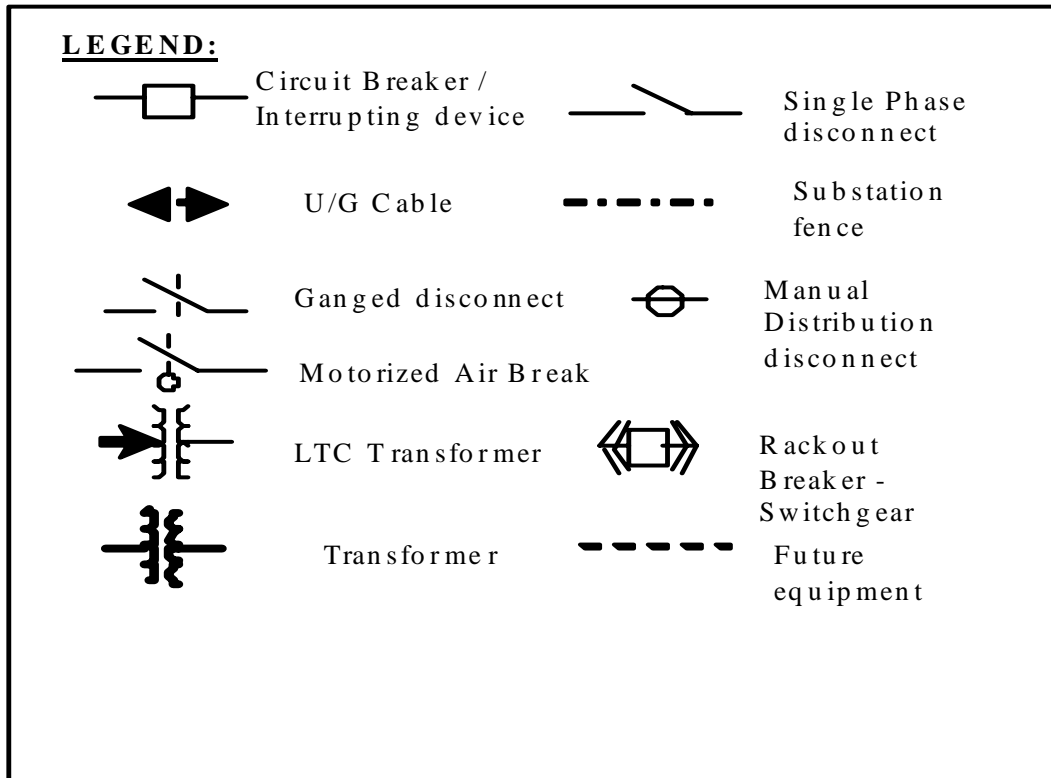 LEGEND:
Circuit Breaker /
Interrupting device
Single Phase
disconnect
U/G Cable
Substation
fence
Ganged disconnect
Manual
Distribution
disconnect
Motorized Air Break
LTC Transformer
Rackout
Breaker -
Switchgear
Transformer
Future
equipment